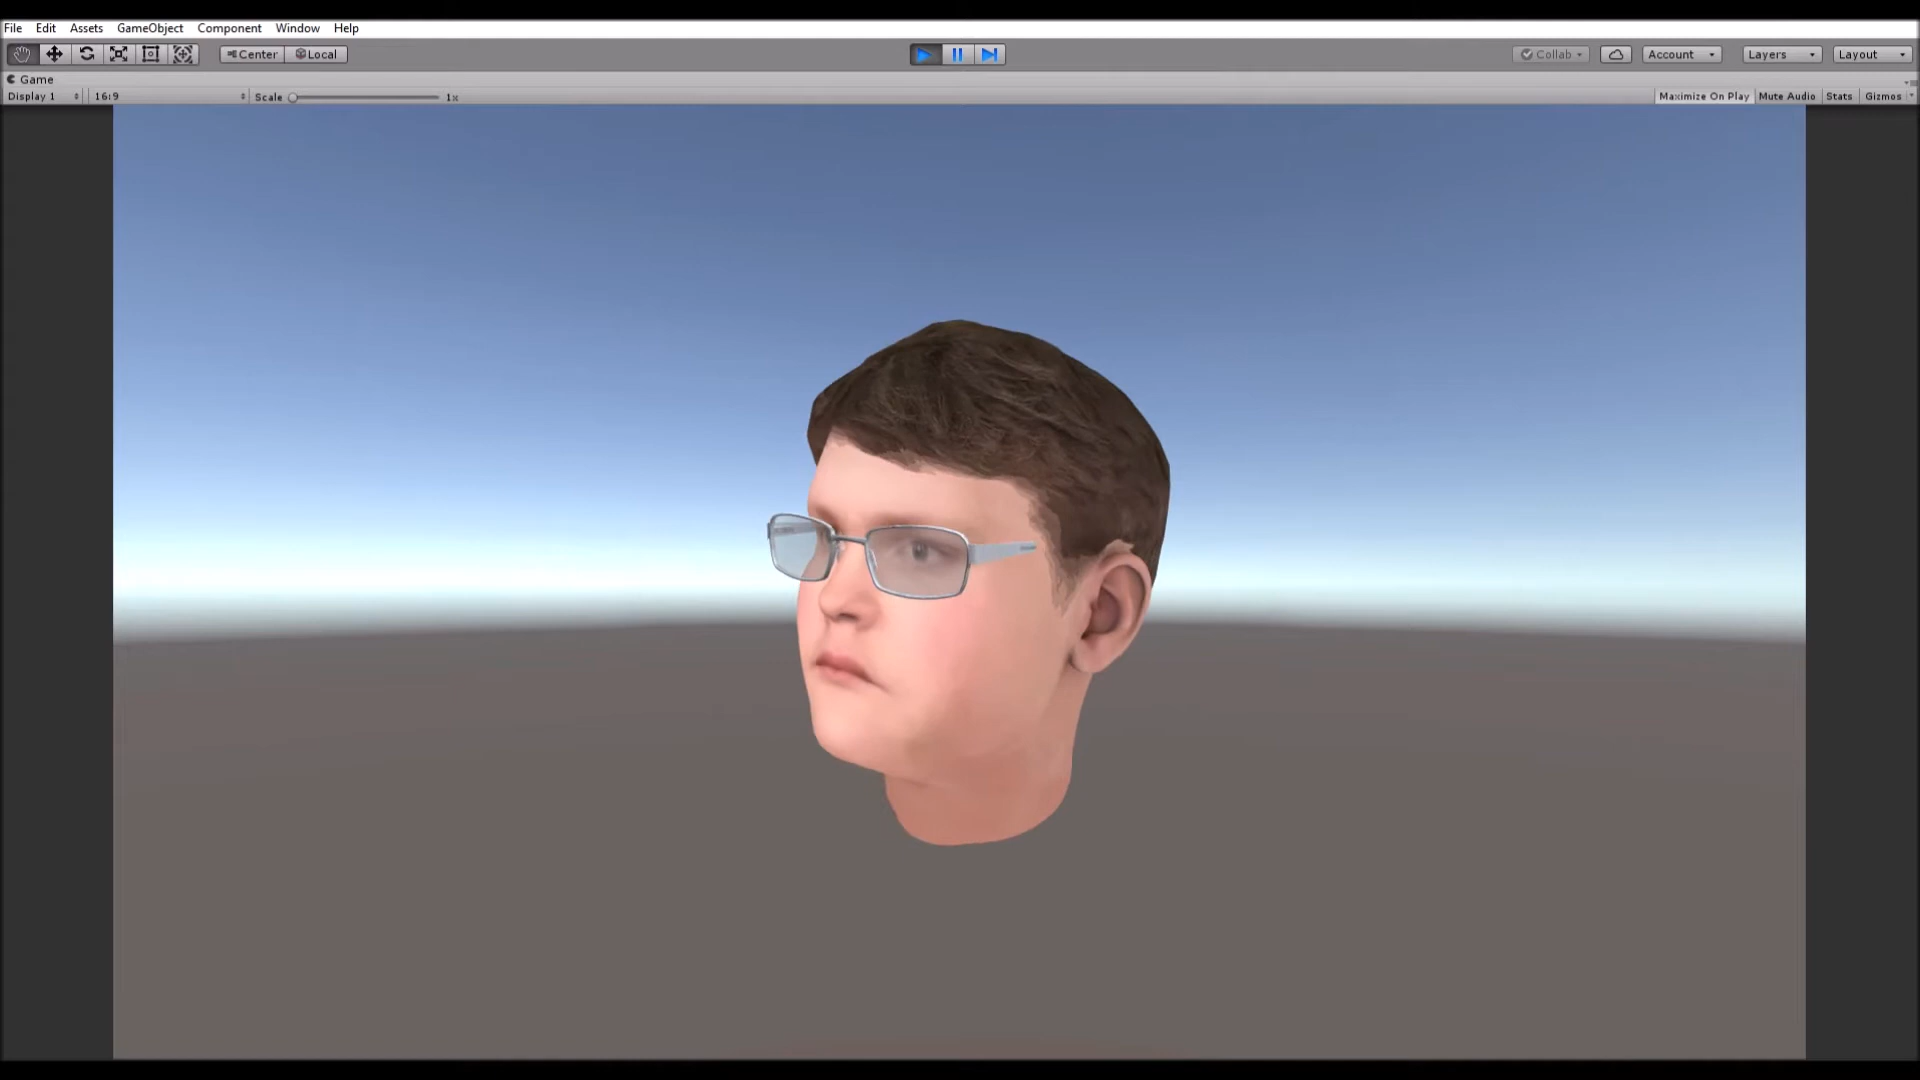 File Edit Assets GameObject Component Window Help
Center Local Collab Account Layers Layout
Game
Display 1 16:9 Scale 1x Maximize On Play Mute Audio Stats Gizmos